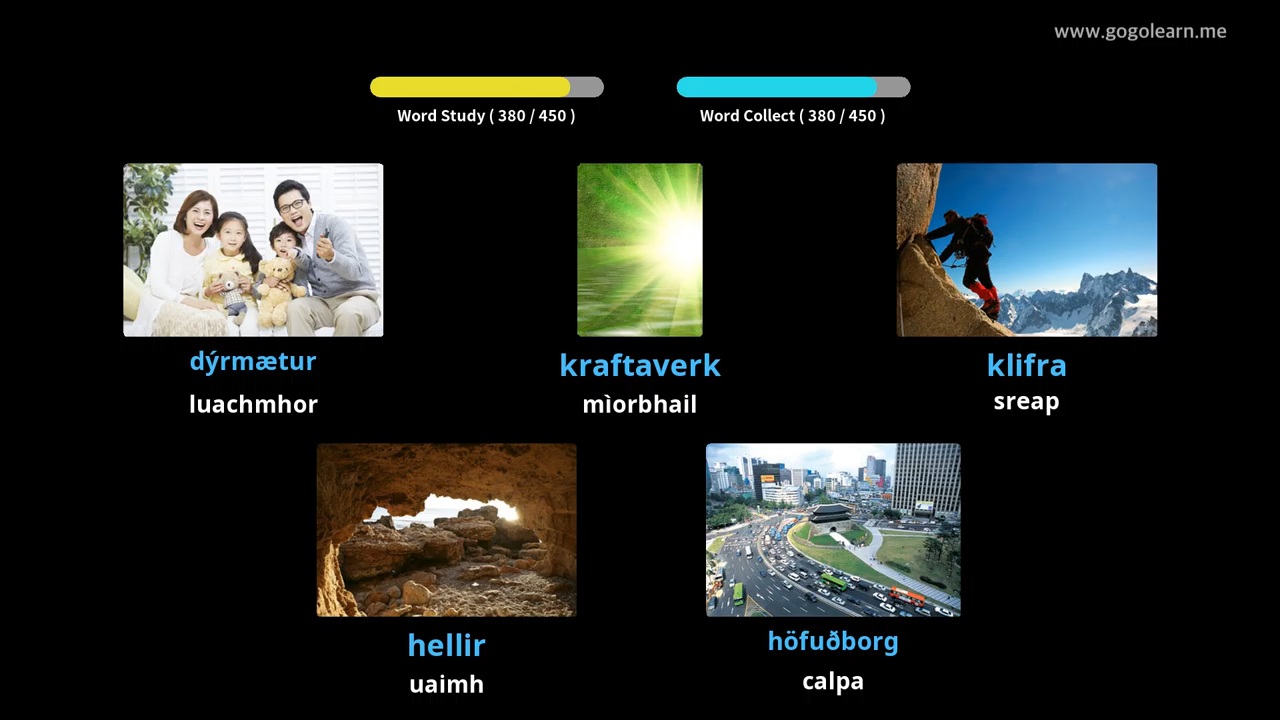 www.gogolearn.me
Word Study ( 380 / 450 )
Word Collect ( 380 / 450 )
dýrmætur
luachmhor
kraftaverk
mìorbhail
klifra
sreap
hellir
uaimh
höfuðborg
calpa